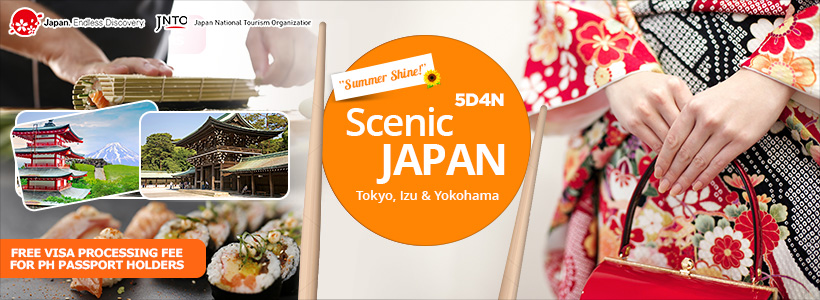 Japan. Endless Discovery.
JNTO Japan National Tourism Organization
"Summer Shine!"
5D4N
Scenic
JAPAN
Tokyo, Izu & Yokohama
FREE VISA PROCESSING FEE
FOR PH PASSPORT HOLDERS